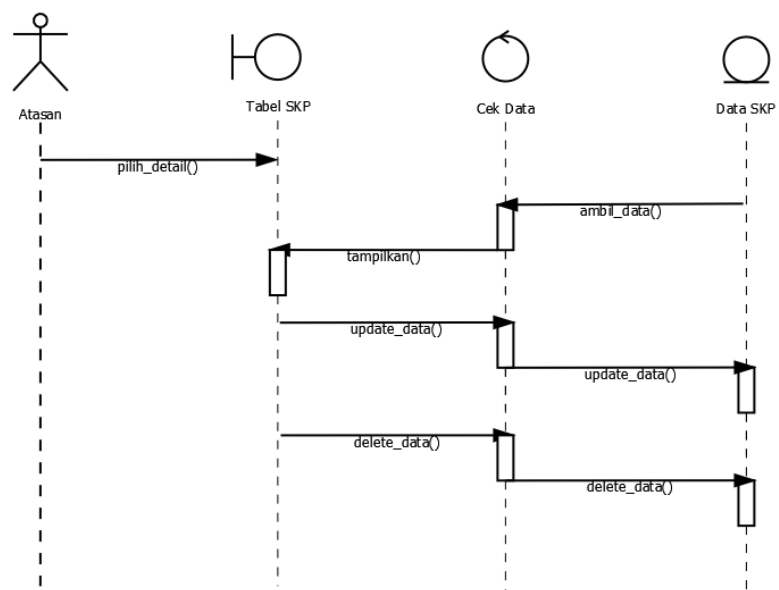 Atasan
Tabel SKP
Cek Data
Data SKP
pilih_detail()
ambil_data()
tampilkan()
update_data()
update_data()
delete_data()
delete_data()